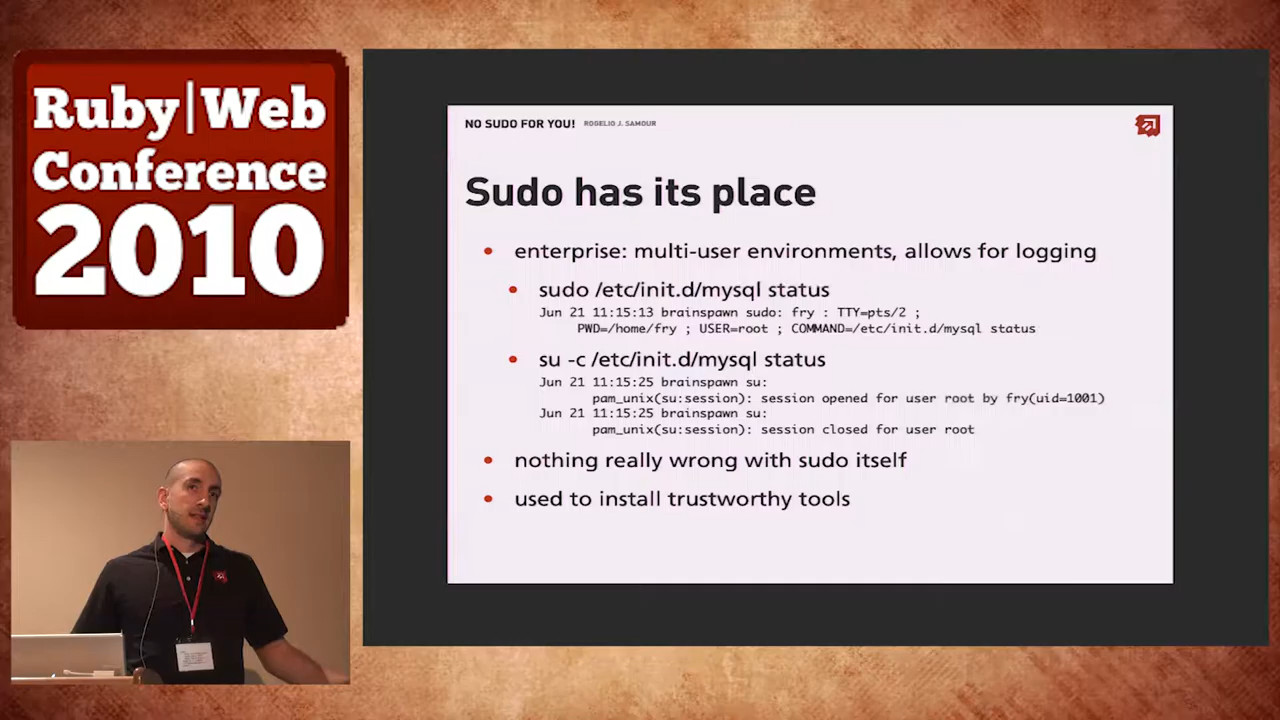 Ruby|Web
Conference
2010
NO SUDO FOR YOU! ROGELIO J. SAMOUR
Sudo has its place
• enterprise: multi-user environments, allows for logging
• sudo /etc/init.d/mysql status
Jun 21 11:15:13 brainspawn sudo: fry : TTY=pts/2 ;
PWD=/home/fry ; USER=root ; COMMAND=/etc/init.d/mysql status
• su -c /etc/init.d/mysql status
Jun 21 11:15:25 brainspawn su:
pam_unix(su:session): session opened for user root by fry(uid=1001)
Jun 21 11:15:25 brainspawn su:
pam_unix(su:session): session closed for user root
• nothing really wrong with sudo itself
• used to install trustworthy tools